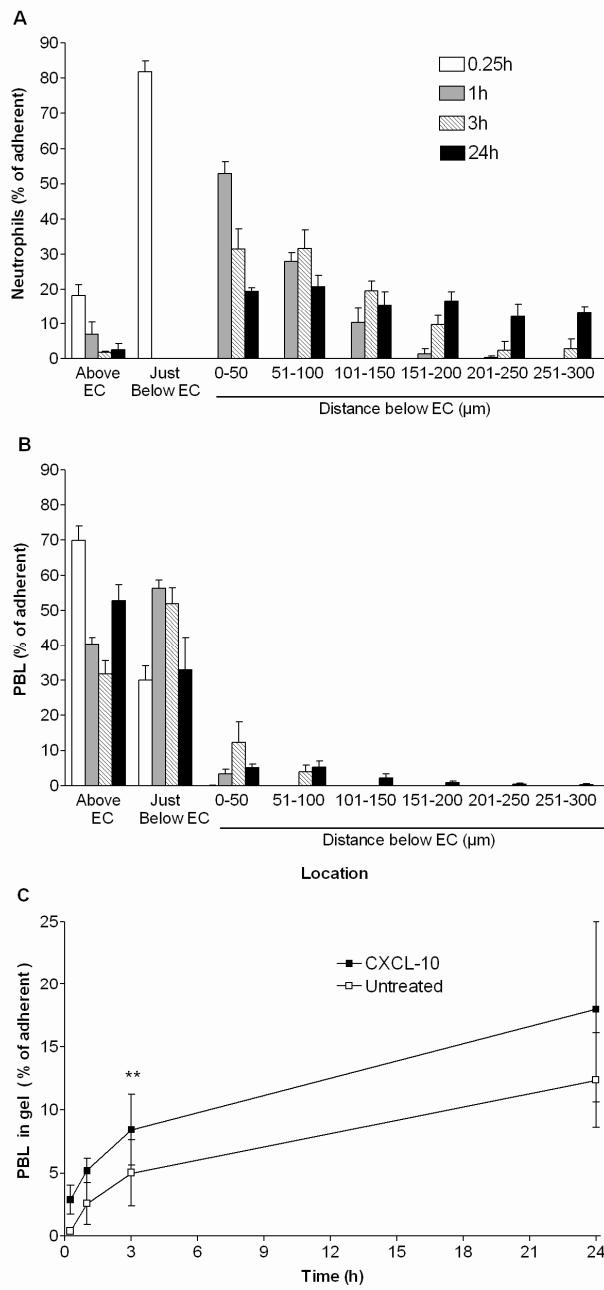 A
Neutrophils (% of adherent)
90
80
70
60
50
40
30
20
10
0
0.25h
1h
3h
24h
Above
EC
Just
Below EC
0-50 51-100 101-150 151-200 201-250 251-300
Distance below EC (µm)
B
PBL (% of adherent)
90
80
70
60
50
40
30
20
10
0
Above
EC
Just
Below EC
0-50 51-100 101-150 151-200 201-250 251-300
Distance below EC (µm)
Location
C
PBL in gel (% of adherent)
25
20
15
10
5
0
CXCL-10
Untreated
**
0 3 6 9 12 15 18 21 24
Time (h)